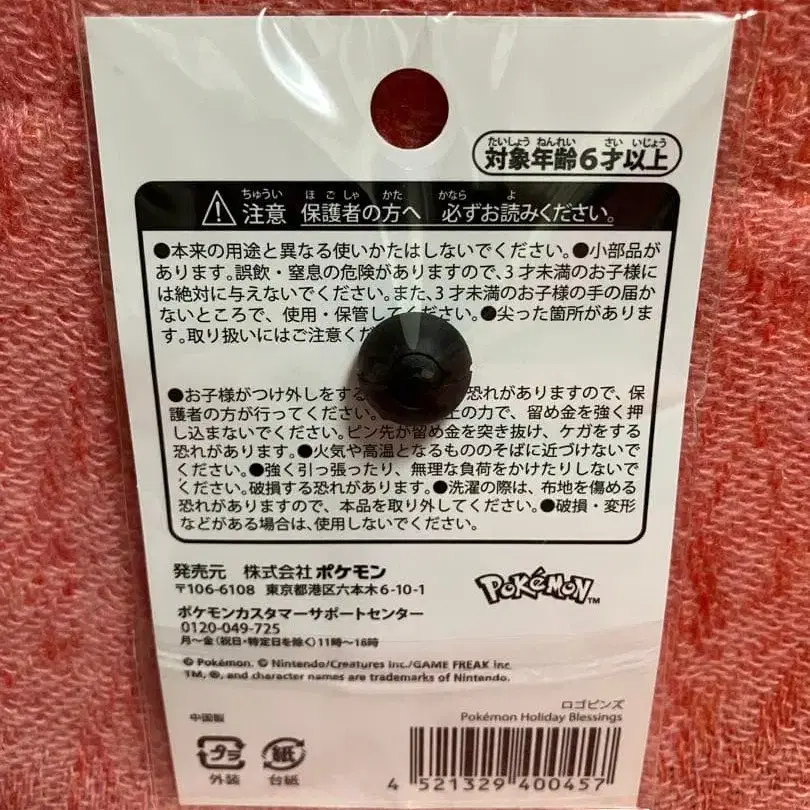 たいしょう ねんれい さい いじょう
対象年齢6才以上
ちゅうい ほごしゃ かた かなら よ
注意 保護者の方へ 必ずお読みください。
●本来の用途と異なる使いかたはしないでください。●小部品が
あります。誤飲・窒息の危険がありますので、3才未満のお子様に
は絶対に与えないでください。また、3才未満のお子様の手の届か
ないところで、使用・保管してください。●尖った箇所がありま
す。取り扱いにはご注意くだ
●お子様がつけ外しをする 恐れがありますので、保
護者の方が行ってください。 上の力で、留め金を強く押
し込まないでください。ピン先が留め金を突き抜け、ケガをする
恐れがあります。●火気や高温となるもののそばに近づけないで
ください。●強く引っ張ったり、無理な負荷をかけたりしないで
ください。破損する恐れがあります。●洗濯の際は、布地を傷める
恐れがありますので、本品を取り外してください。●破損・変形
などがある場合は、使用しないでください。
発売元 株式会社ポケモン
〒106-6108 東京都港区六本木6-10-1
ポケモンカスタマーサポートセンター
0120-049-725
月〜金(祝日・特定日を除く)11時〜18時
POKéMON™
© Pokémon. © Nintendo/Creatures Inc./GAME FREAK inc.
TM, ®, and character names are trademarks of Nintendo.
ロゴピンズ
中国製
Pokémon Holiday Blessings
プラ 紙
外装 台紙
4 521329 400457